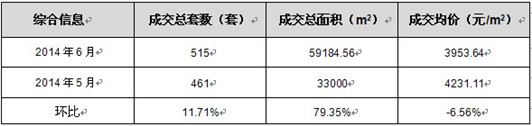 综合信息 成交总套数（套） 成交总面积（m²） 成交均价（元/m²）
2014年6月 515 59184.56 3953.64
2014年5月 461 33000 4231.11
环比 11.71% 79.35% -6.56%